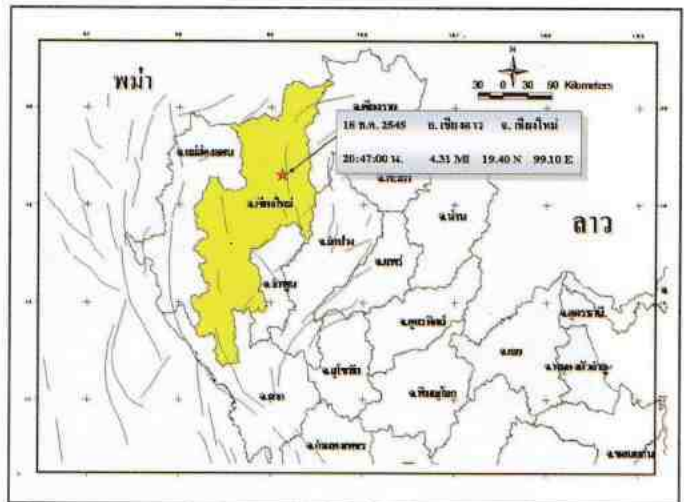 N
30 0 30 60 Kilometers
พม่า
จ.เชียงราย
18 ธ.ค. 2545 อ. เชียงดาว จ. เชียงใหม่
20:47:00 น. 4.31 Ml 19.40 N 99.10 E
จ.แม่ฮ่องสอน
จ.พะเยา
จ.เชียงใหม่
จ.น่าน
ลาว
จ.ลำปาง
จ.แพร่
จ.ลำพูน
จ.อุดรธานี
จ.อุตรดิตถ์
จ.เลย
จ.หนองบัวลำภู
จ.สุโขทัย
จ.ตาก
จ.พิษณุโลก
จ.กำแพงเพชร
จ.ขอนแก่น